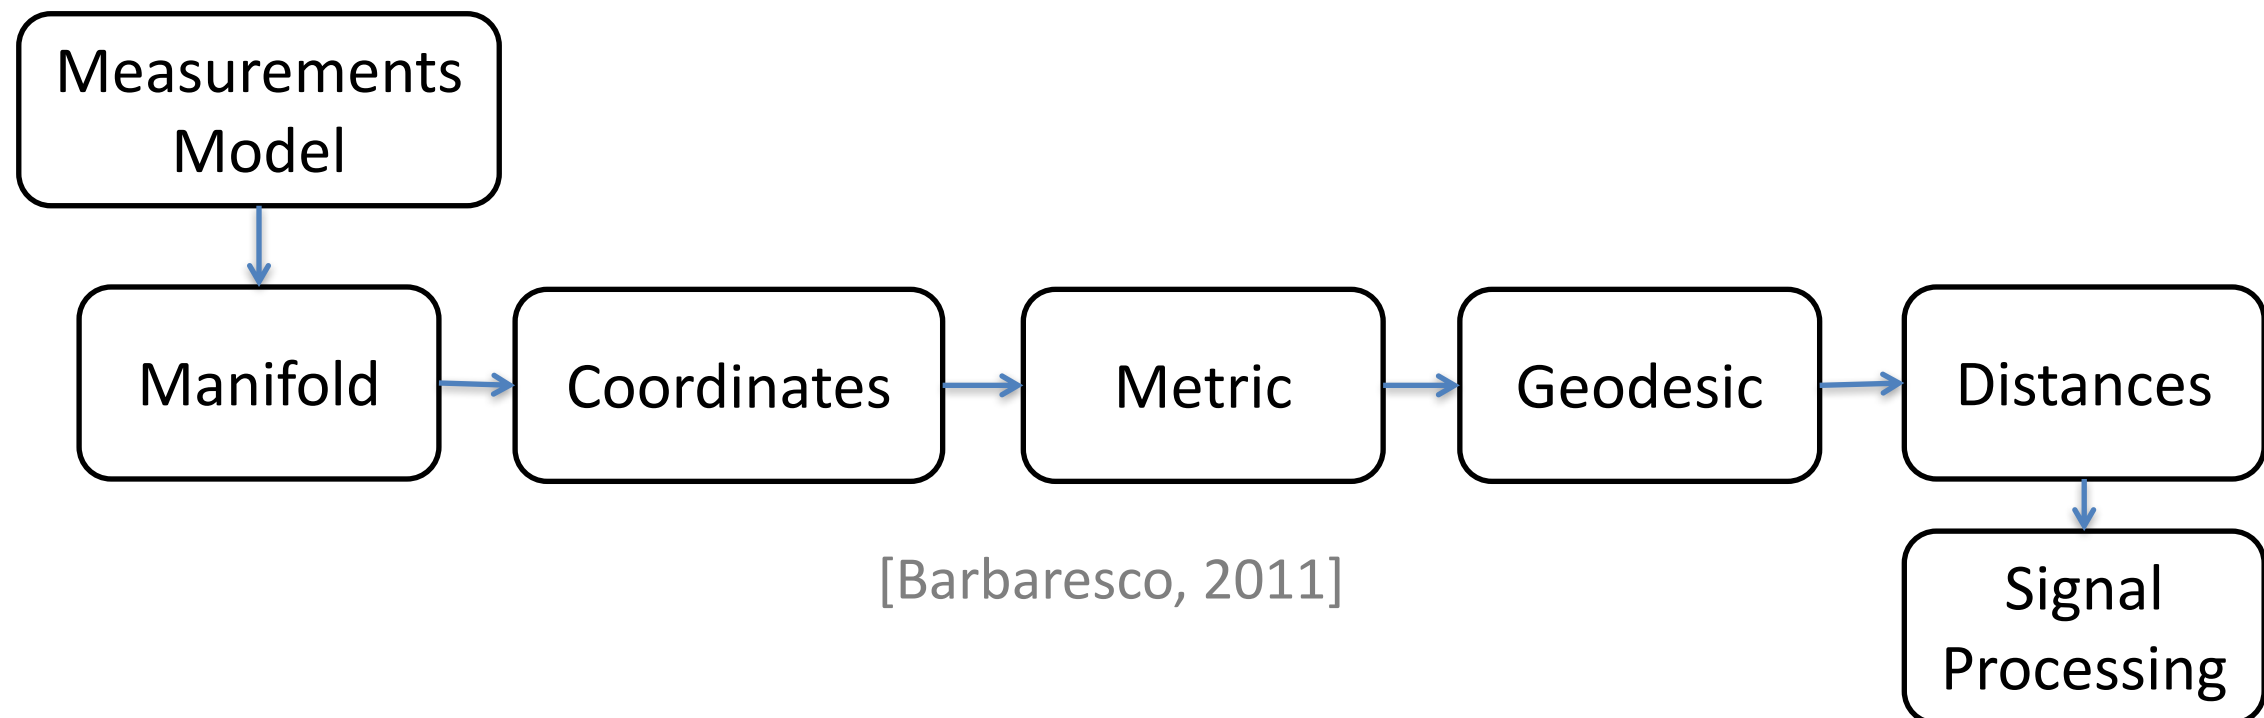 Measurements
Model
Manifold
Coordinates
Metric
Geodesic
Distances
[Barbaresco, 2011]
Signal
Processing